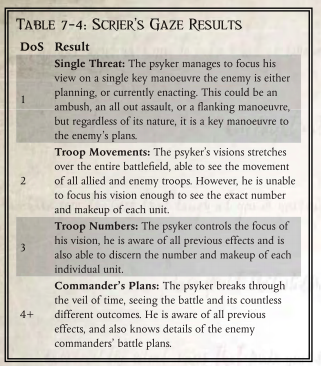 TABLE 7-4: SCRIER'S GAZE RESULTS
DoS Result
Single Threat: The psyker manages to focus his
view on a single key manoeuvre the enemy is either
planning, or currently enacting. This could be an
1
ambush, an all out assault, or a flanking manoeuvre,
but regardless of its nature, it is a key manoeuvre to
the enemy's plans.
Troop Movements: The psyker's visions stretches
over the entire battlefield, able to see the movement
2
of all allied and enemy troops. However, he is unable
to focus his vision enough to see the exact number
and makeup of each unit.
Troop Numbers: The psyker controls the focus of
his vision, he is aware of all previous effects and is
3
also able to discern the number and makeup of each
individual unit.
Commander's Plans: The psyker breaks through
the veil of time, seeing the battle and its countless
4+
different outcomes. He is aware of all previous
effects, and also knows details of the enemy
commanders' battle plans.